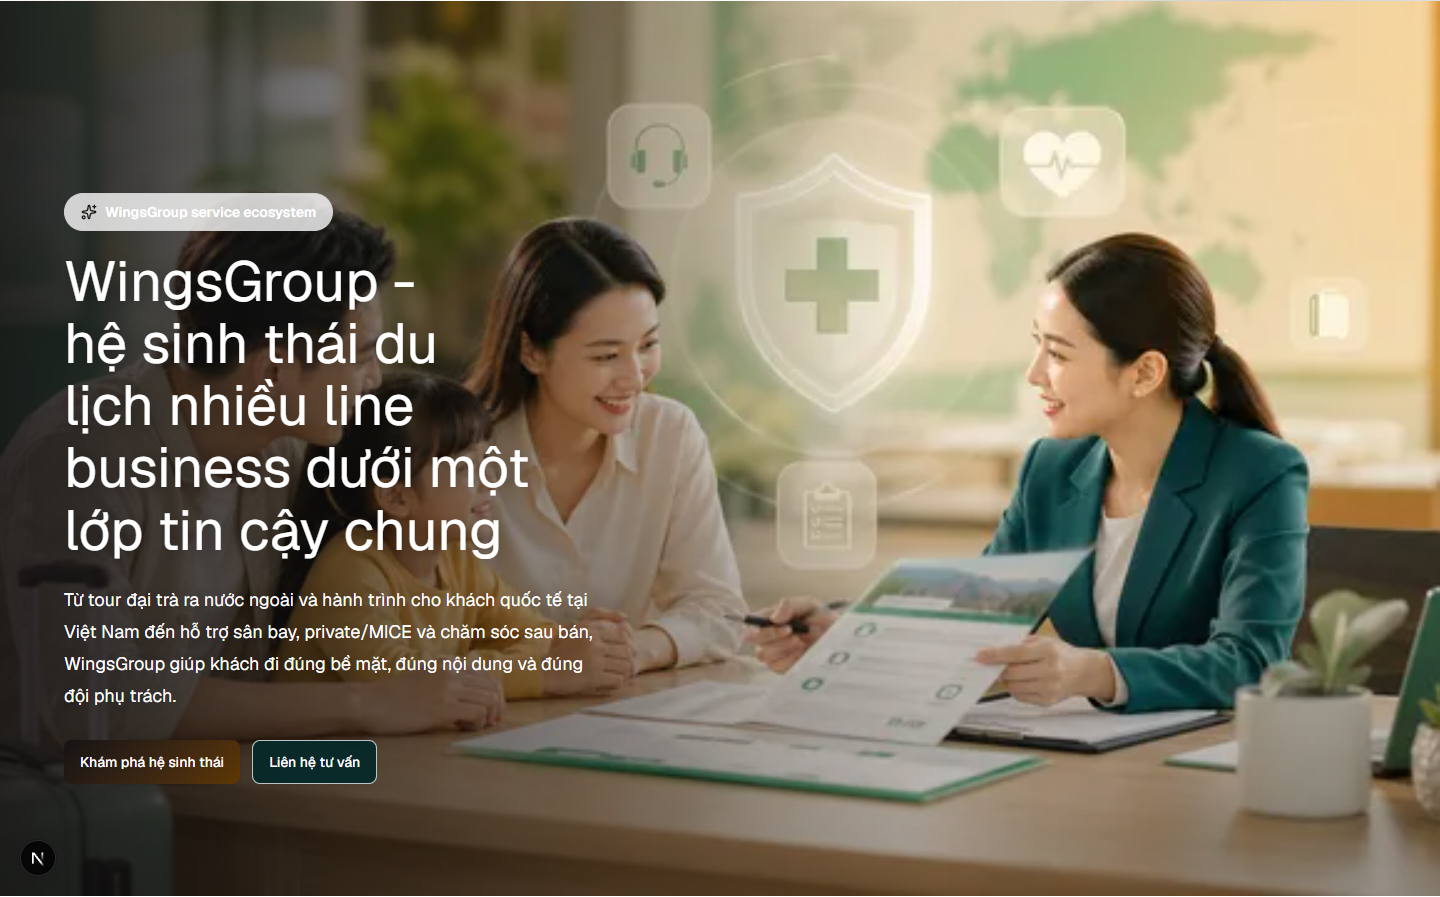 WingsGroup service ecosystem
WingsGroup -
hệ sinh thái du
lịch nhiều line
business dưới một
lớp tin cậy chung
Từ tour đại trà ra nước ngoài và hành trình cho khách quốc tế tại
Việt Nam đến hỗ trợ sân bay, private/MICE và chăm sóc sau bán,
WingsGroup giúp khách đi đúng bề mặt, đúng nội dung và đúng
đội phụ trách.
Khám phá hệ sinh thái
Liên hệ tư vấn
N